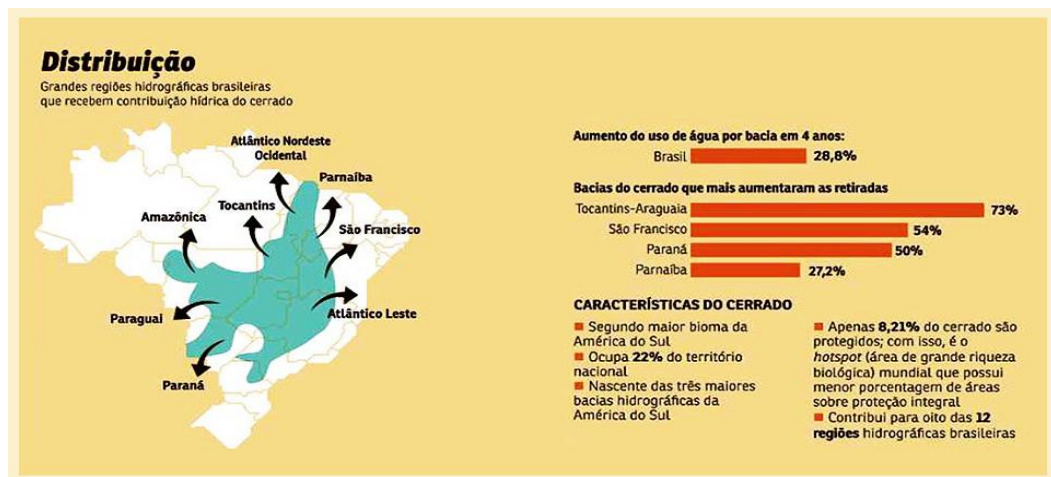 Distribuição
Grandes regiões hidrográficas brasileiras
que recebem contribuição hídrica do cerrado
Atlântico Nordeste
Ocidental
Parnaíba
Tocantins
Amazônica
São Francisco
Paraguai
Atlântico Leste
Paraná
Aumento do uso de água por bacia em 4 anos:
Brasil 28,8%
Bacias do cerrado que mais aumentaram as retiradas
Tocantins-Araguaia 73%
São Francisco 54%
Paraná 50%
Parnaíba 27,2%
CARACTERÍSTICAS DO CERRADO
Segundo maior bioma da
América do Sul
Ocupa 22% do território
nacional
Nascente das três maiores
bacias hidrográficas da
América do Sul
Apenas 8,21% do cerrado são
protegidos; com isso, é o
hotspot (área de grande riqueza
biológica) mundial que possui
menor porcentagem de áreas
sobre proteção integral
Contribui para oito das 12
regiões hidrográficas brasileiras